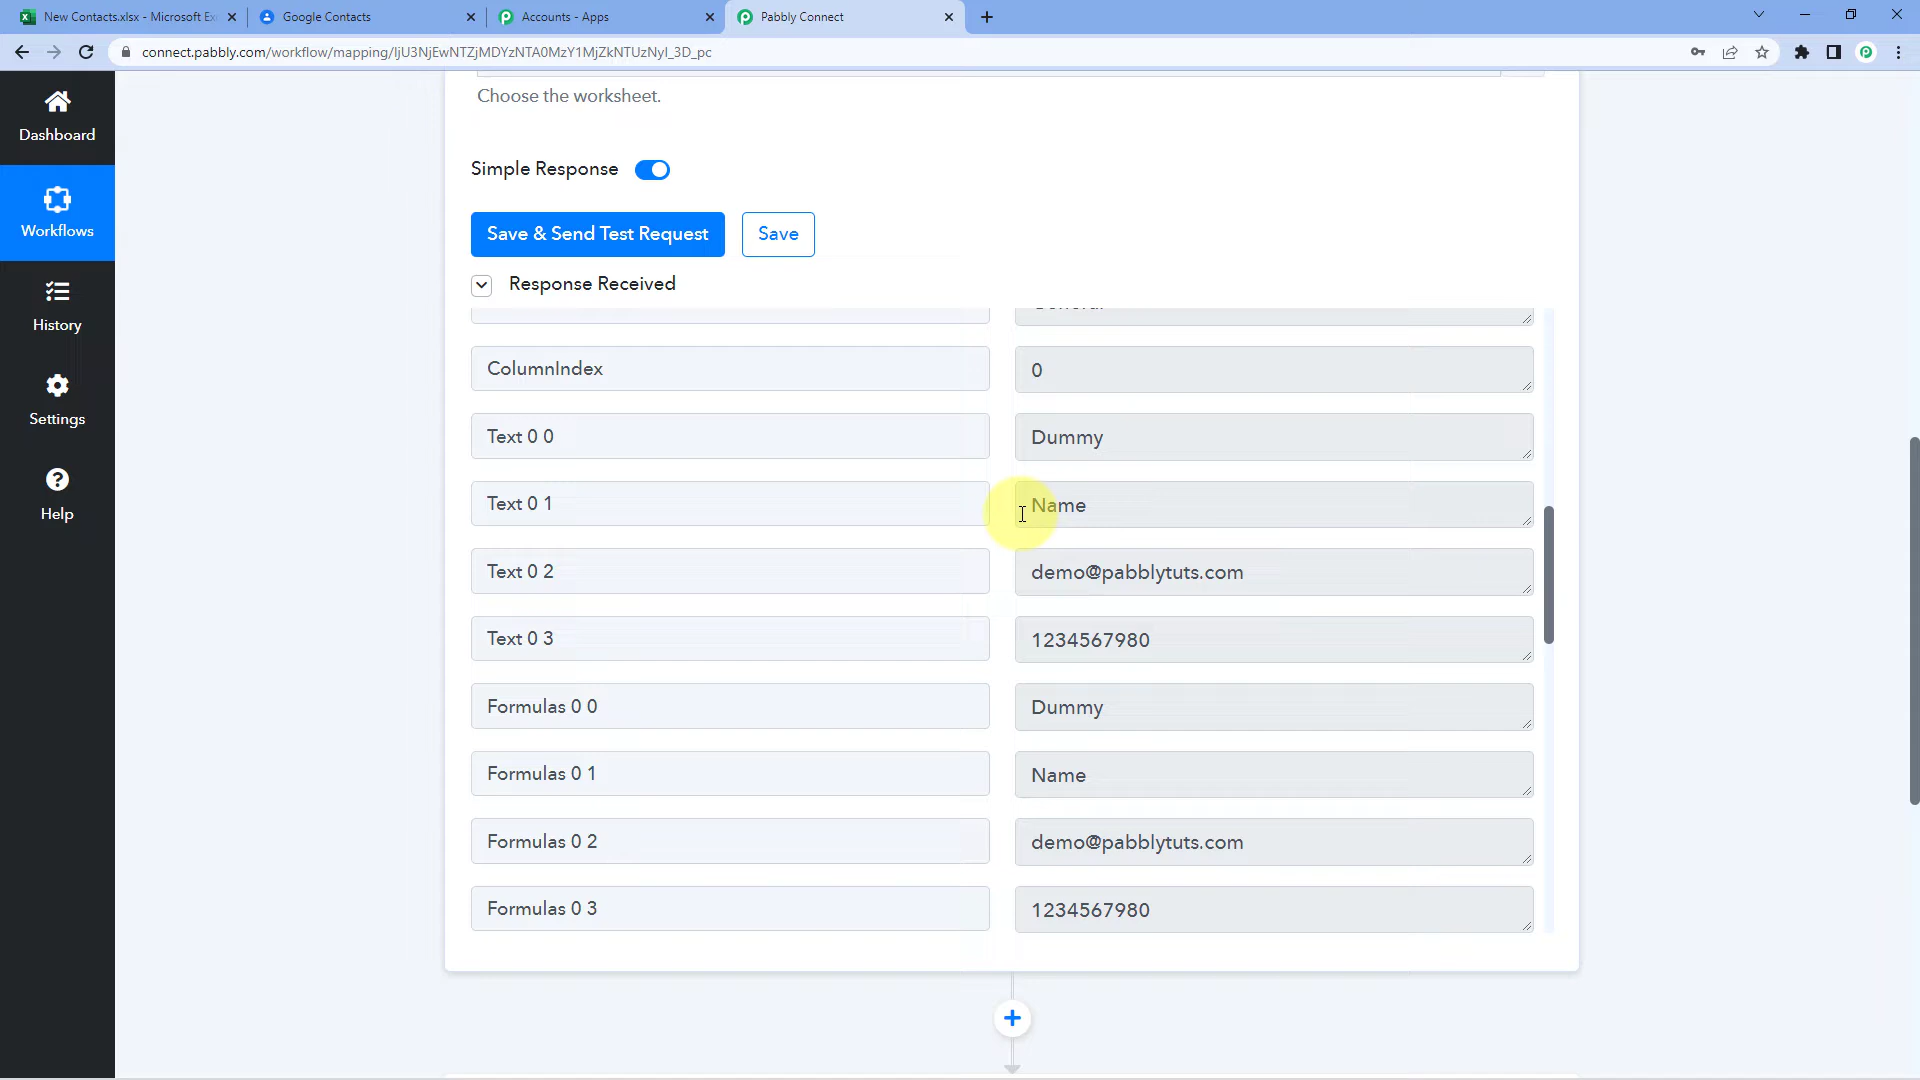 New Contacts.xlsx - Microsoft Ex
Google Contacts
Accounts - Apps
Pabbly Connect
connect.pabbly.com/workflow/mapping/IjU3NjEwNTZjMDYzNTA0MzY1MjZkNTUzNyI_3D_pc
Dashboard
Workflows
History
Settings
Help
Choose the worksheet.
Simple Response
Save & Send Test Request
Save
Response Received
General
ColumnIndex
0
Text 0 0
Dummy
Text 0 1
Name
Text 0 2
demo@pabblytuts.com
Text 0 3
1234567980
Formulas 0 0
Dummy
Formulas 0 1
Name
Formulas 0 2
demo@pabblytuts.com
Formulas 0 3
1234567980